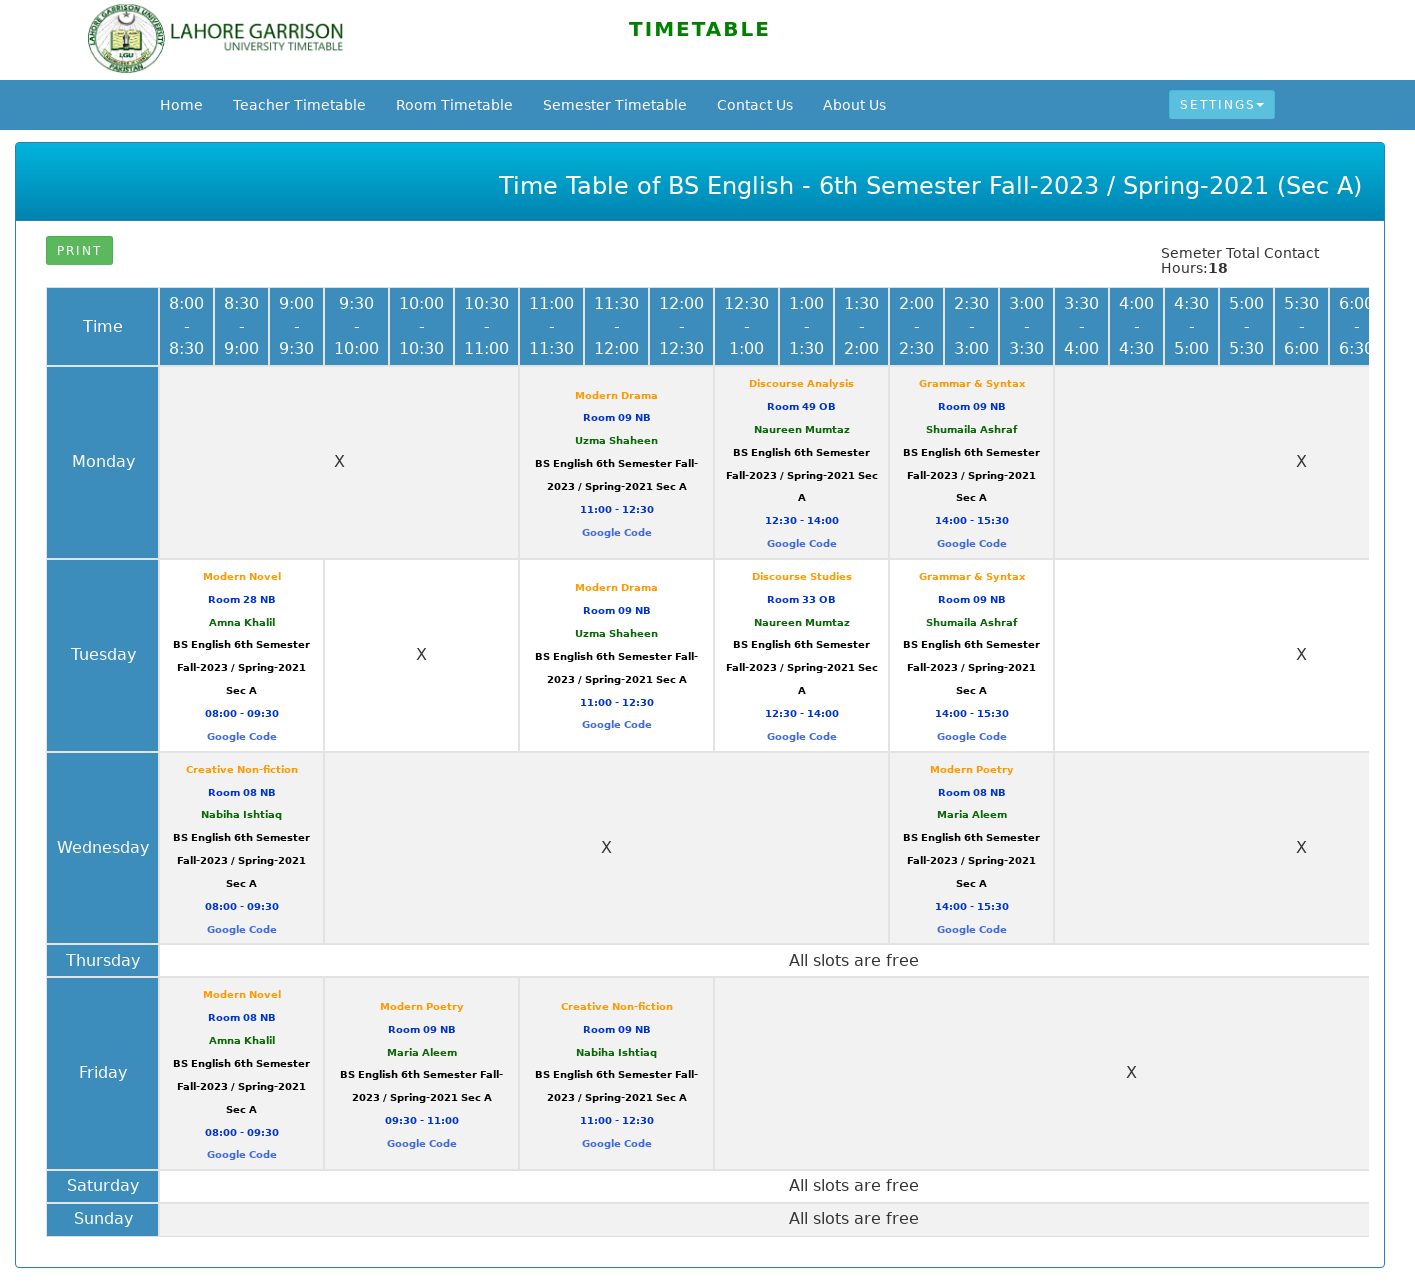 LAHORE GARRISON
UNIVERSITY TIMETABLE
TIMETABLE
Home Teacher Timetable Room Timetable Semester Timetable Contact Us About Us SETTINGS
Time Table of BS English - 6th Semester Fall-2023 / Spring-2021 (Sec A)
PRINT
Semeter Total Contact
Hours:18
Time
8:00 - 8:30
8:30 - 9:00
9:00 - 9:30
9:30 - 10:00
10:00 - 10:30
10:30 - 11:00
11:00 - 11:30
11:30 - 12:00
12:00 - 12:30
12:30 - 1:00
1:00 - 1:30
1:30 - 2:00
2:00 - 2:30
2:30 - 3:00
3:00 - 3:30
3:30 - 4:00
4:00 - 4:30
4:30 - 5:00
5:00 - 5:30
5:30 - 6:00
6:00 - 6:30
Monday
X
Modern Drama
Room 09 NB
Uzma Shaheen
BS English 6th Semester Fall-
2023 / Spring-2021 Sec A
11:00 - 12:30
Google Code
Discourse Analysis
Room 49 OB
Naureen Mumtaz
BS English 6th Semester
Fall-2023 / Spring-2021 Sec
A
12:30 - 14:00
Google Code
Grammar & Syntax
Room 09 NB
Shumaila Ashraf
BS English 6th Semester
Fall-2023 / Spring-2021
Sec A
14:00 - 15:30
Google Code
X
Tuesday
Modern Novel
Room 28 NB
Amna Khalil
BS English 6th Semester
Fall-2023 / Spring-2021
Sec A
08:00 - 09:30
Google Code
X
Modern Drama
Room 09 NB
Uzma Shaheen
BS English 6th Semester Fall-
2023 / Spring-2021 Sec A
11:00 - 12:30
Google Code
Discourse Studies
Room 33 OB
Naureen Mumtaz
BS English 6th Semester
Fall-2023 / Spring-2021 Sec
A
12:30 - 14:00
Google Code
Grammar & Syntax
Room 09 NB
Shumaila Ashraf
BS English 6th Semester
Fall-2023 / Spring-2021
Sec A
14:00 - 15:30
Google Code
X
Wednesday
Creative Non-fiction
Room 08 NB
Nabiha Ishtiaq
BS English 6th Semester
Fall-2023 / Spring-2021
Sec A
08:00 - 09:30
Google Code
X
Modern Poetry
Room 08 NB
Maria Aleem
BS English 6th Semester
Fall-2023 / Spring-2021
Sec A
14:00 - 15:30
Google Code
X
Thursday
All slots are free
Friday
Modern Novel
Room 08 NB
Amna Khalil
BS English 6th Semester
Fall-2023 / Spring-2021
Sec A
08:00 - 09:30
Google Code
Modern Poetry
Room 09 NB
Maria Aleem
BS English 6th Semester Fall-
2023 / Spring-2021 Sec A
09:30 - 11:00
Google Code
Creative Non-fiction
Room 09 NB
Nabiha Ishtiaq
BS English 6th Semester Fall-
2023 / Spring-2021 Sec A
11:00 - 12:30
Google Code
X
Saturday
All slots are free
Sunday
All slots are free